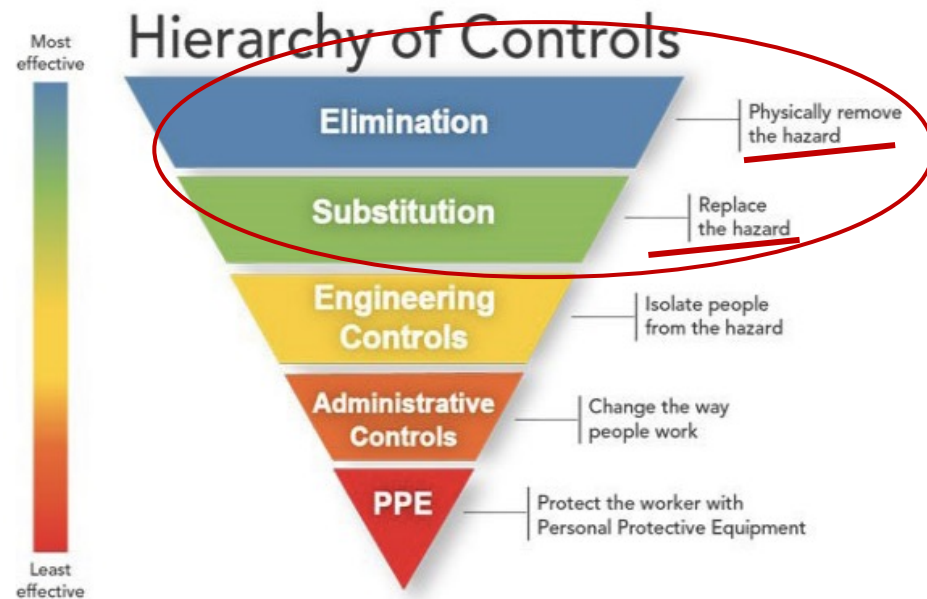 Hierarchy of Controls
Most
effective
Elimination
Physically remove
the hazard
Substitution
Replace
the hazard
Engineering
Controls
Isolate people
from the hazard
Administrative
Controls
Change the way
people work
PPE
Protect the worker with
Personal Protective Equipment
Least
effective